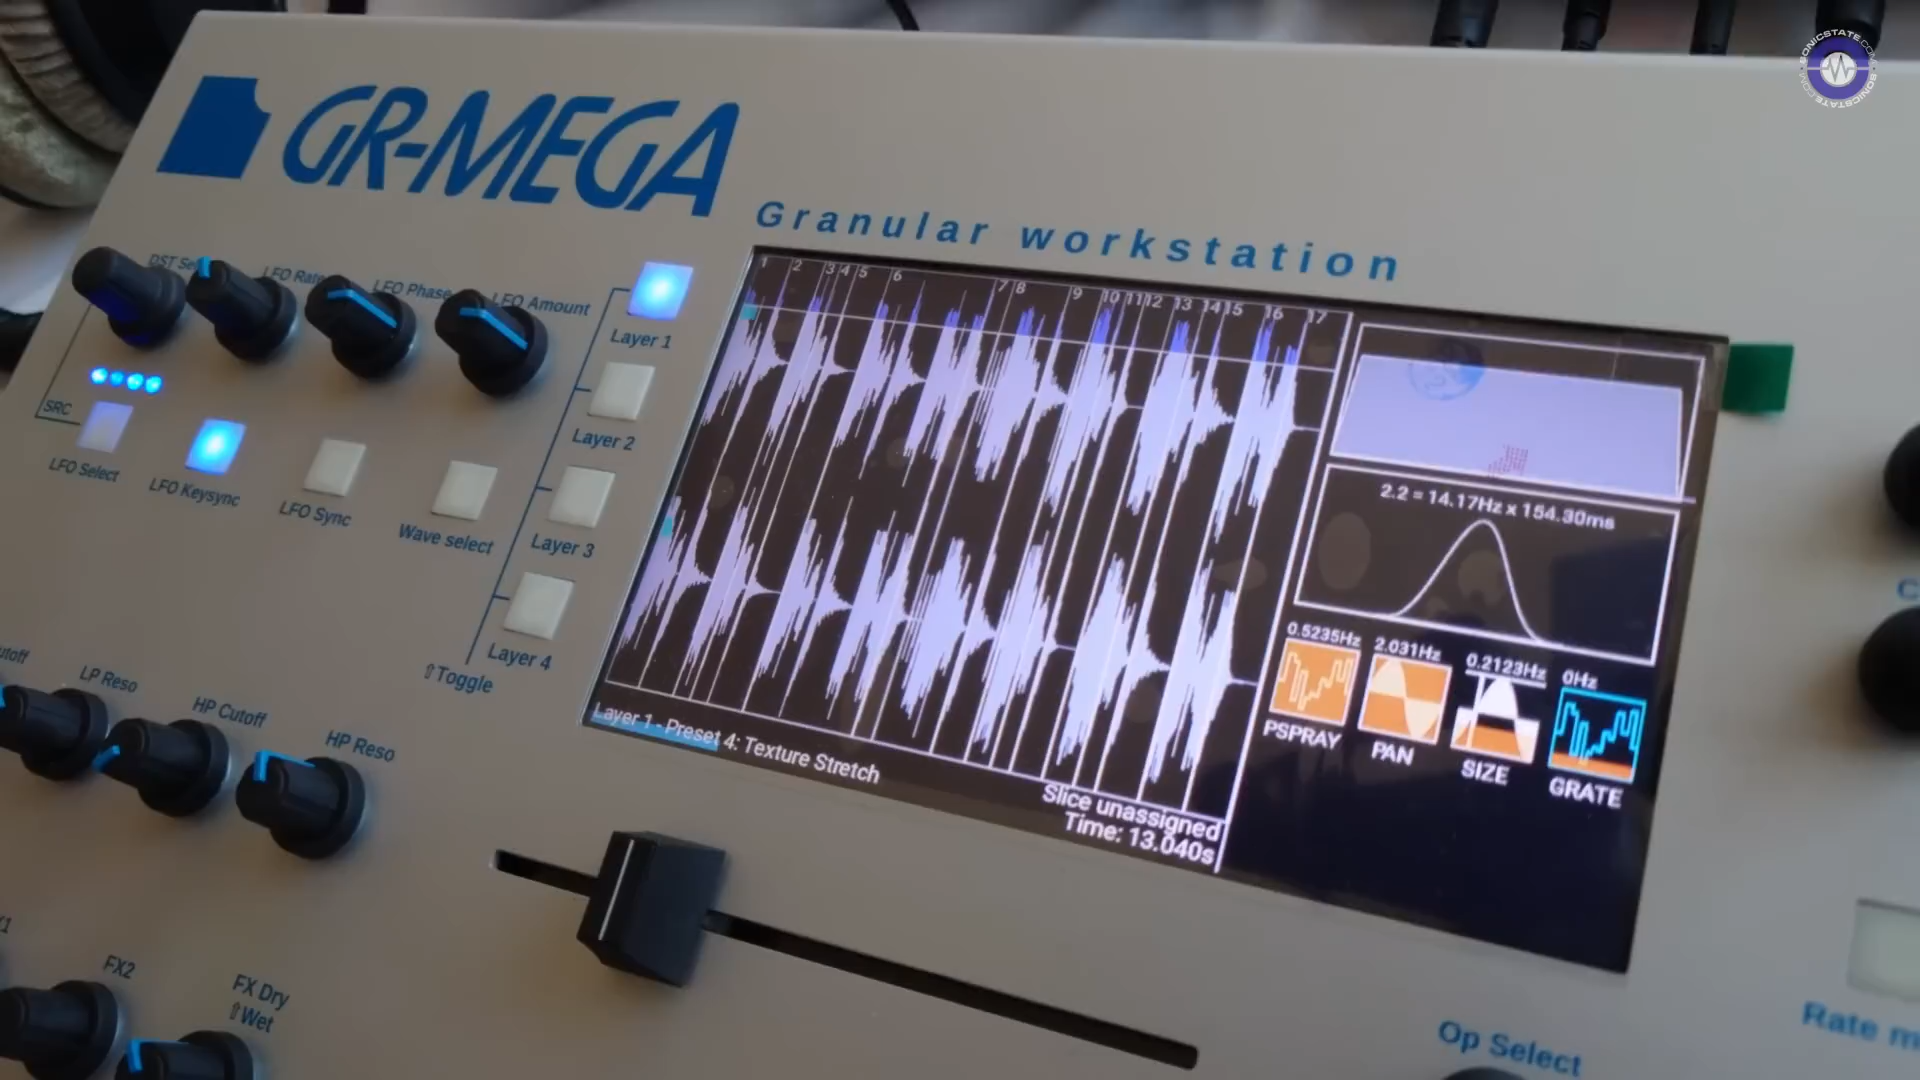 SONICSTATE.COM
GR-MEGA
Granular workstation
LFO Rate
LFO Phase
LFO Amount
Layer 1
Layer 2
Layer 3
Layer 4
⇧Toggle
SRC
LFO Select
LFO Keysync
LFO Sync
Wave select
1 2 3 4 5 6 7 8 9 10 11 12 13 14 15 16 17
2.2 = 14.17Hz x 154.30ms
0.5235Hz 2.031Hz 0.2123Hz 0Hz
PSPRAY PAN SIZE GRATE
Layer 1 - Preset 4: Texture Stretch
Slice unassigned
Time: 13.040s
LP Reso
HP Cutoff
HP Reso
FX2
FX Dry
⇧Wet
Op Select
Rate